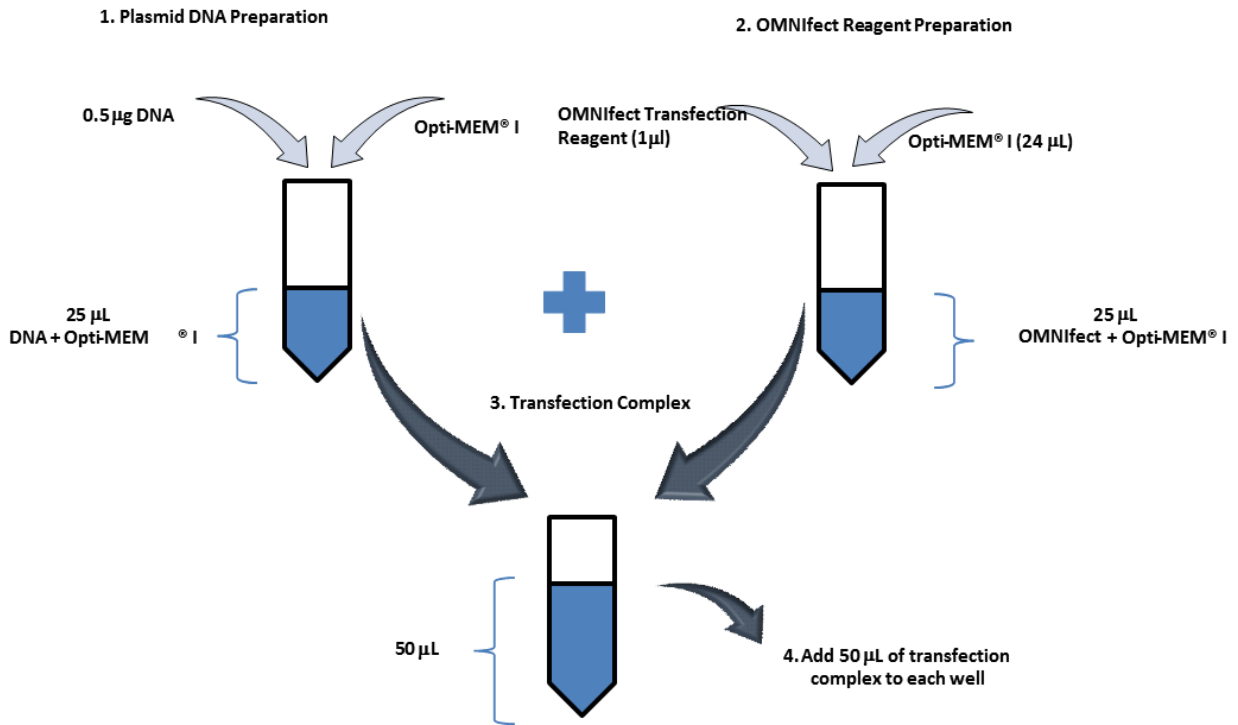 1. Plasmid DNA Preparation
2. OMNIfect Reagent Preparation
0.5 µg DNA
Opti-MEM® I
OMNIfect Transfection
Reagent (1µl)
Opti-MEM® I (24 µL)
25 µL
DNA + Opti-MEM ® I
25 µL
OMNIfect + Opti-MEM® I
3. Transfection Complex
50 µL
4. Add 50 µL of transfection
complex to each well